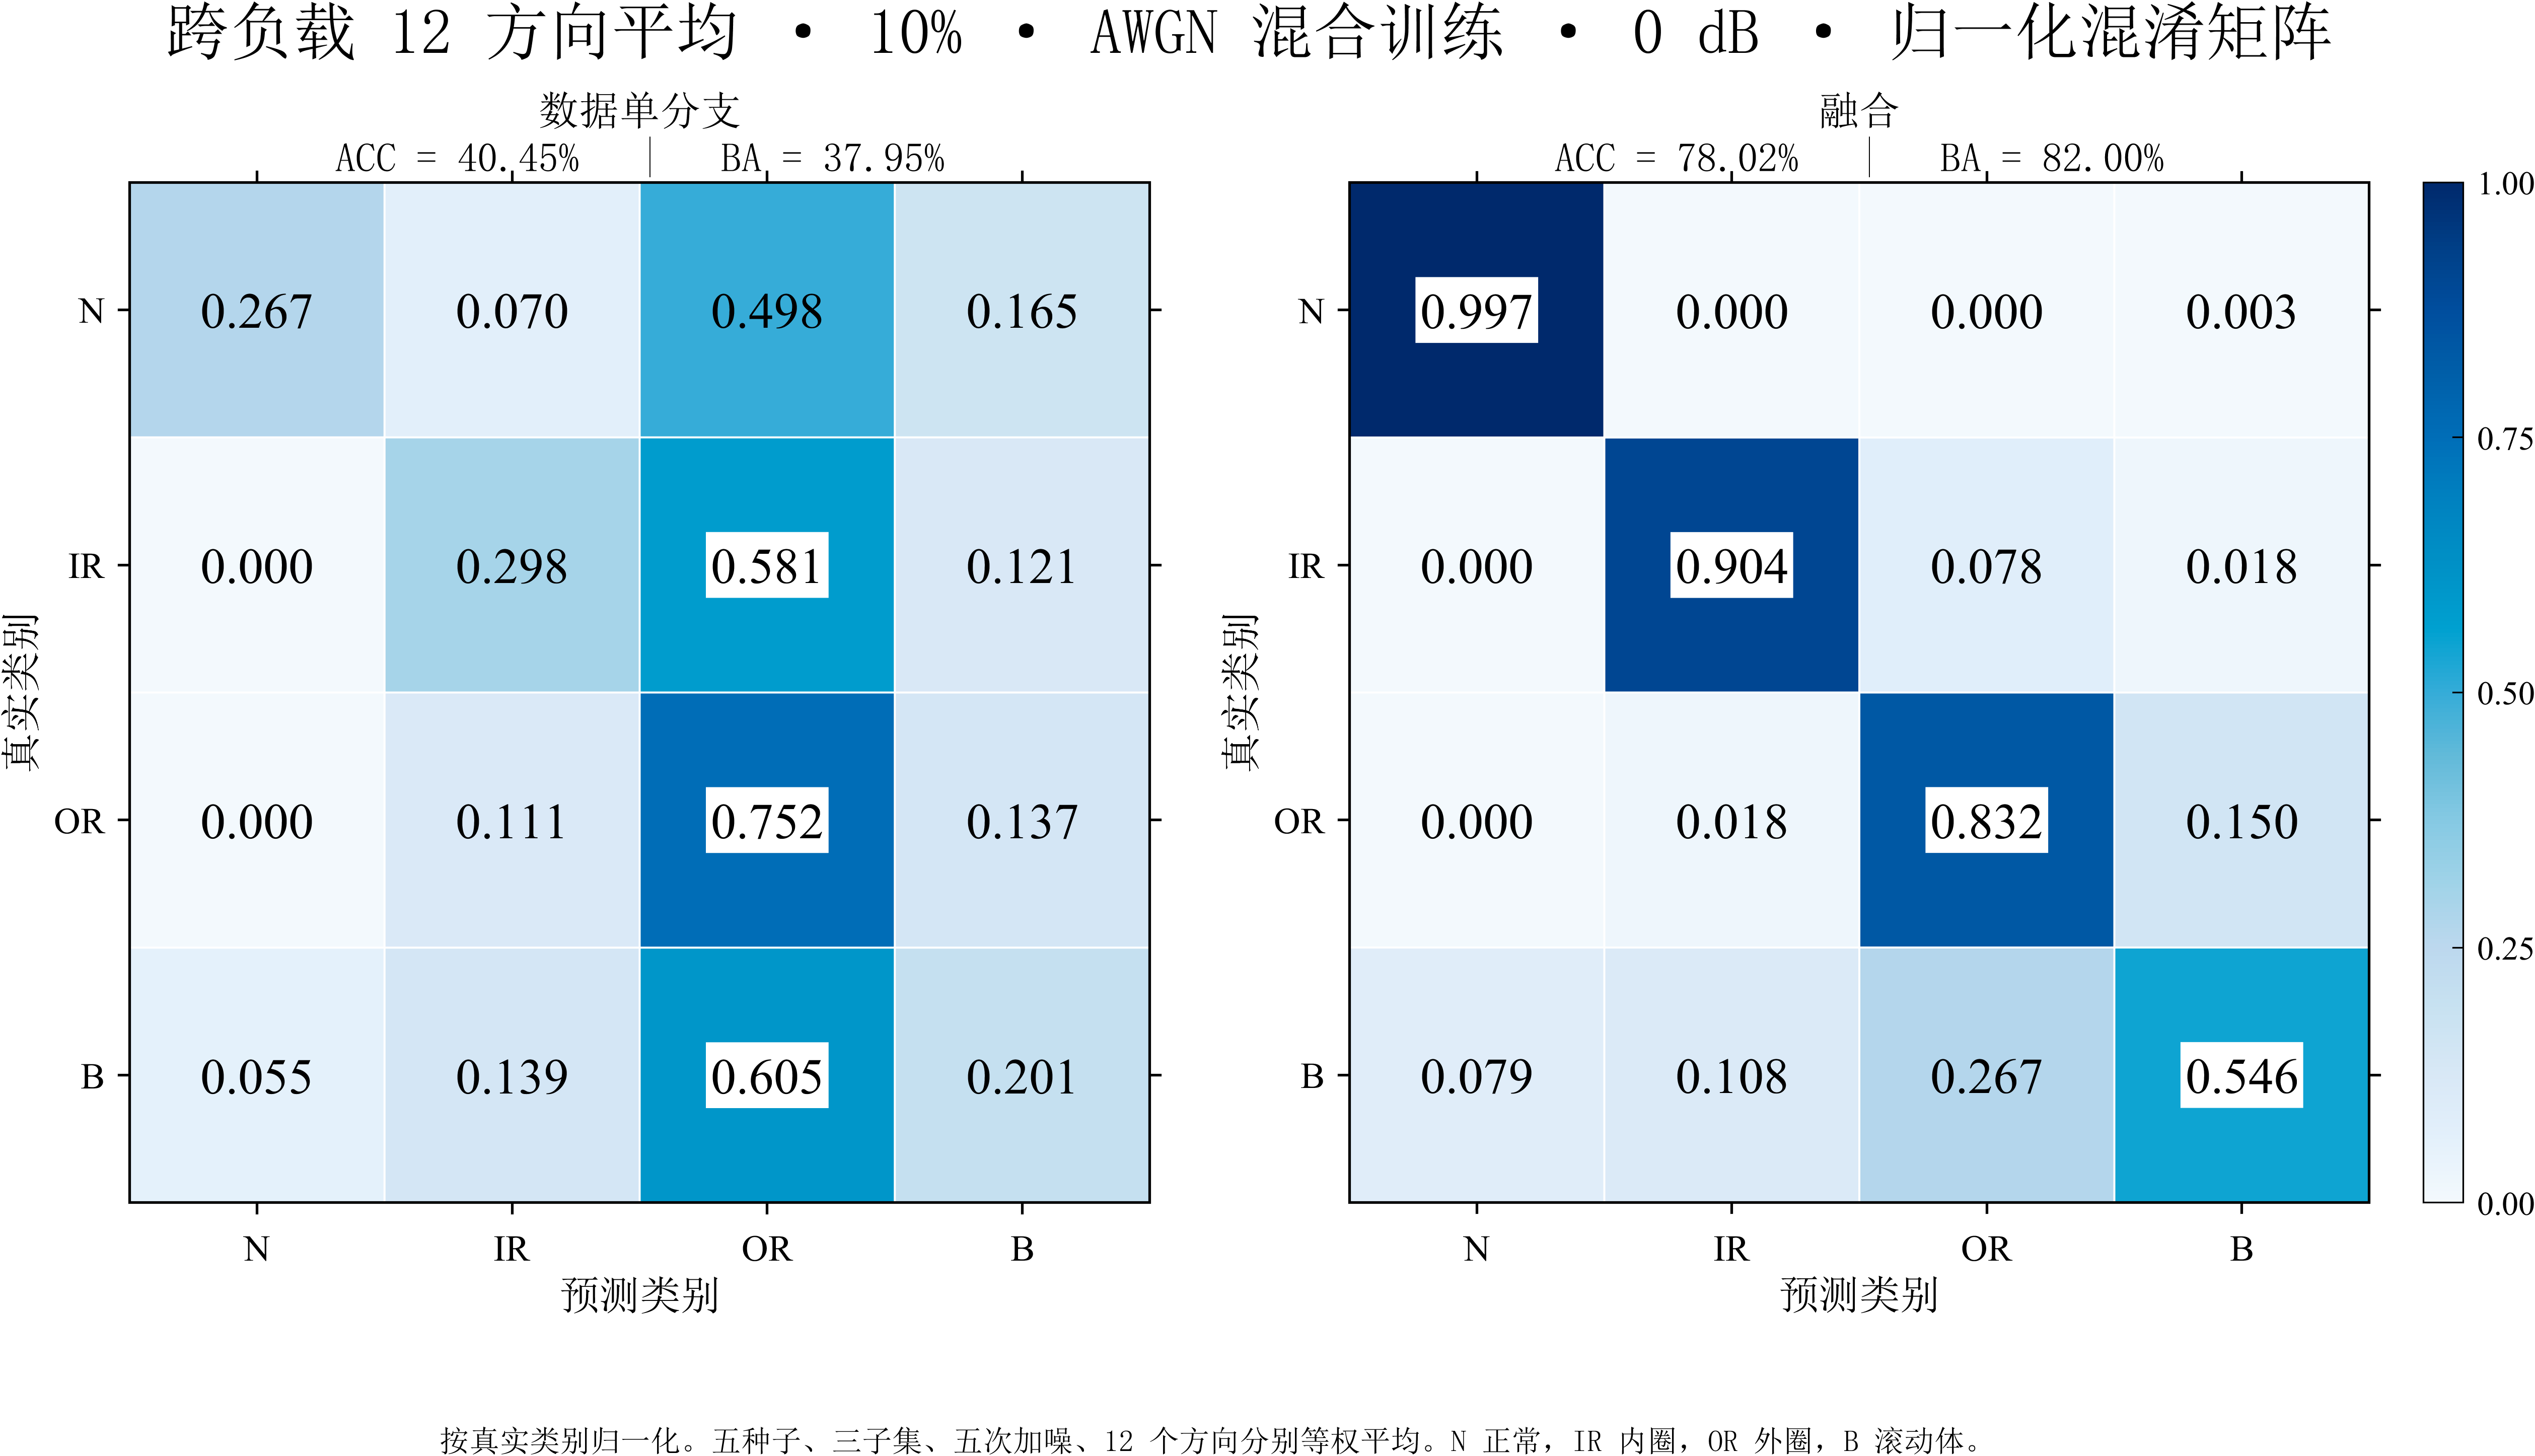 跨负载 12 方向平均 • 10% • AWGN 混合训练 • 0 dB • 归一化混淆矩阵
数据单分支
ACC = 40.45% | BA = 37.95%
N 0.267 0.070 0.498 0.165
IR 0.000 0.298 0.581 0.121
OR 0.000 0.111 0.752 0.137
B 0.055 0.139 0.605 0.201
N IR OR B
真实类别
预测类别
融合
ACC = 78.02% | BA = 82.00%
N 0.997 0.000 0.000 0.003
IR 0.000 0.904 0.078 0.018
OR 0.000 0.018 0.832 0.150
B 0.079 0.108 0.267 0.546
N IR OR B
真实类别
预测类别
1.00
0.75
0.50
0.25
0.00
按真实类别归一化。五种子、三子集、五次加噪、12 个方向分别等权平均。N 正常，IR 内圈，OR 外圈，B 滚动体。